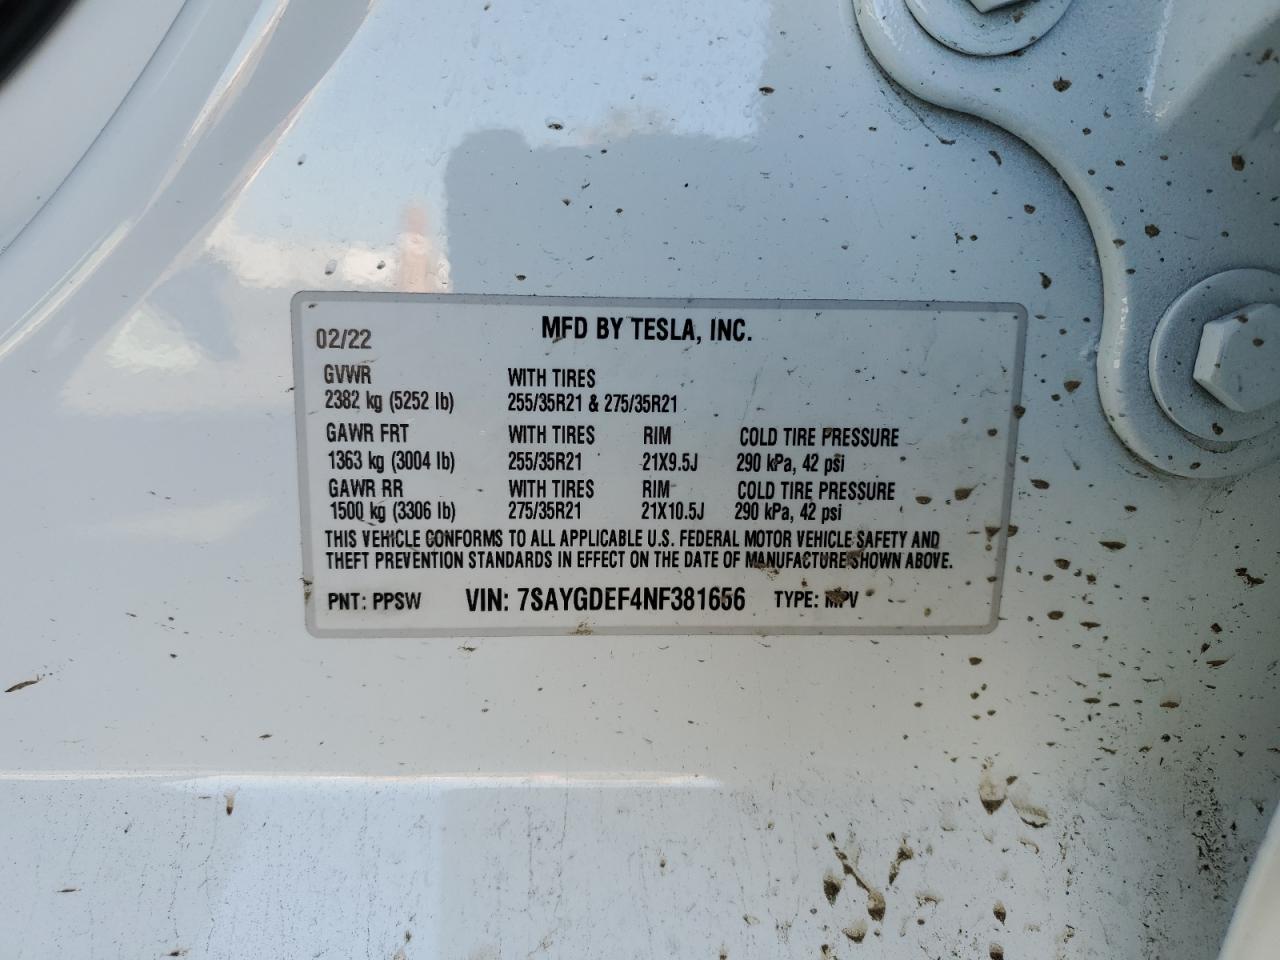 MFD BY TESLA, INC.
02/22
GVWR WITH TIRES
2382 kg (5252 lb) 255/35R21 & 275/35R21
GAWR FRT WITH TIRES RIM COLD TIRE PRESSURE
1363 kg (3004 lb) 255/35R21 21X9.5J 290 kPa, 42 psi
GAWR RR WITH TIRES RIM COLD TIRE PRESSURE
1500 kg (3306 lb) 275/35R21 21X10.5J 290 kPa, 42 psi
THIS VEHICLE CONFORMS TO ALL APPLICABLE U.S. FEDERAL MOTOR VEHICLE SAFETY AND
THEFT PREVENTION STANDARDS IN EFFECT ON THE DATE OF MANUFACTURE SHOWN ABOVE.
PNT: PPSW VIN: 7SAYGDEF4NF381656 TYPE: MPV